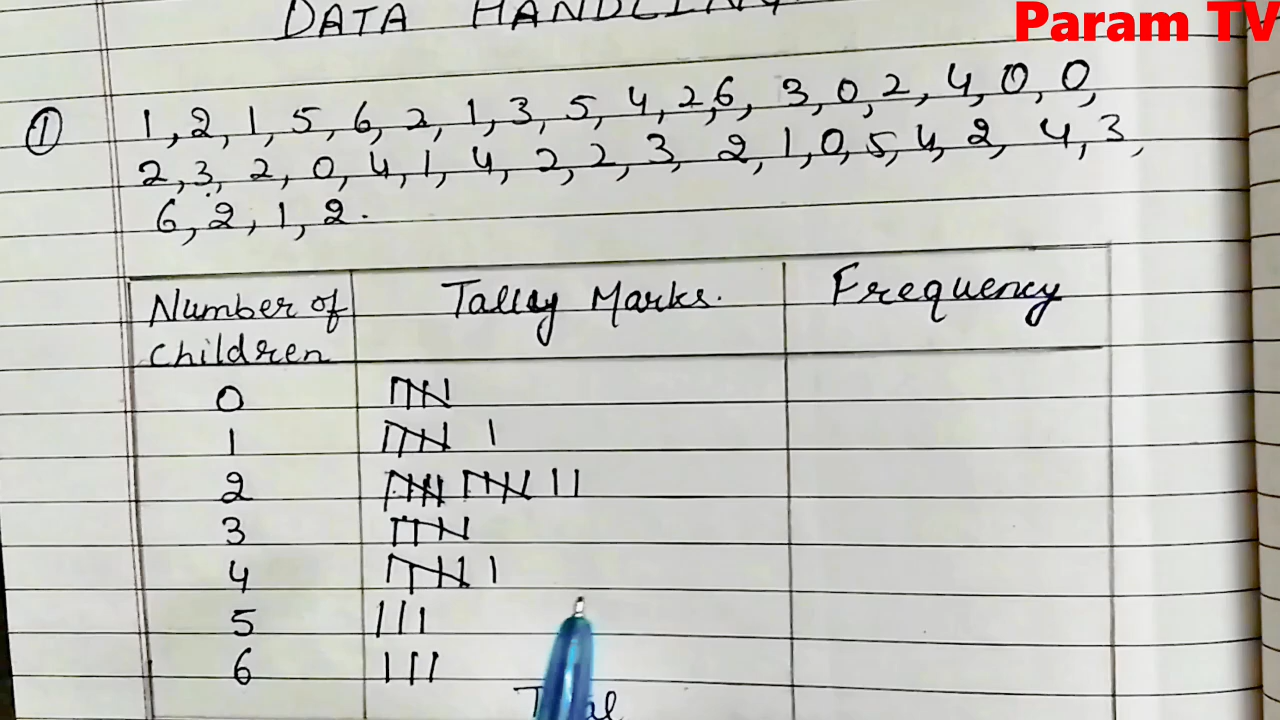 DATA HANDLING
Param TV
① 1, 2, 1, 5, 6, 2, 1, 3, 5, 4, 2, 6, 3, 0, 2, 4, 0, 0,
2, 3, 2, 0, 4, 1, 4, 2, 2, 3, 2, 1, 0, 5, 4, 2, 4, 3,
6, 2, 1, 2.
Number of Tally Marks. Frequency
children
0
1
2
3
4
5
6